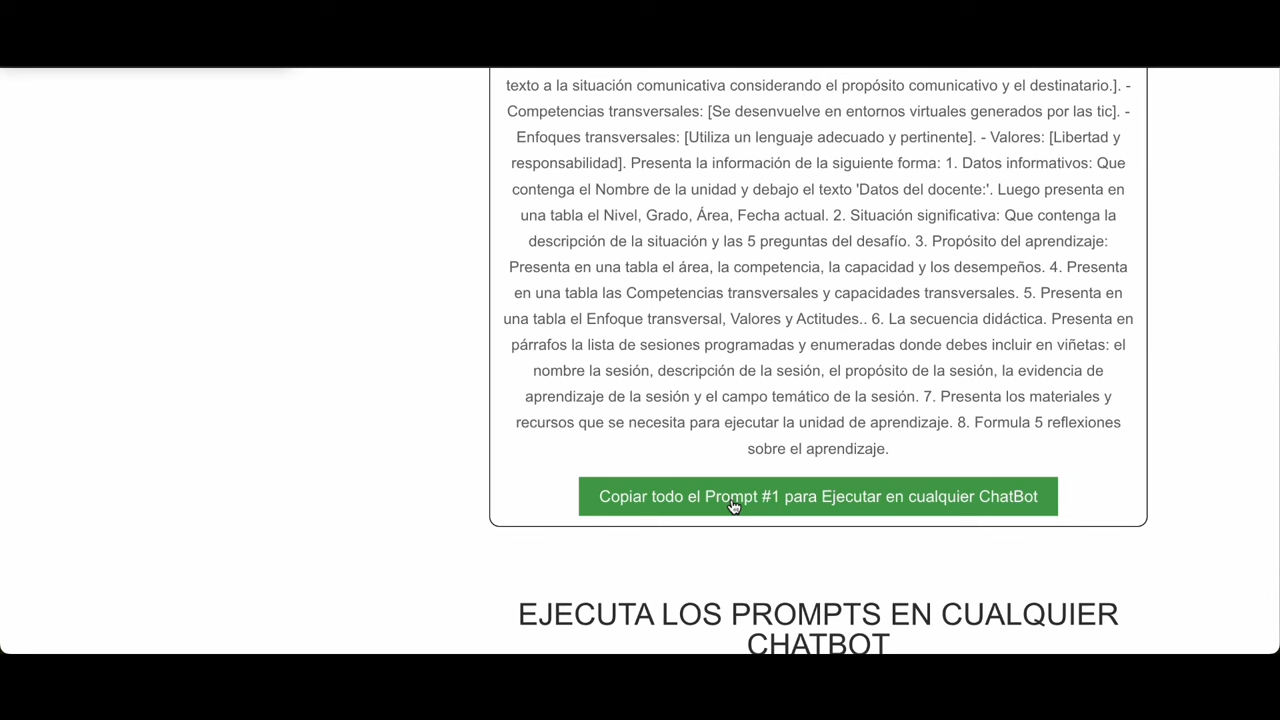 texto a la situación comunicativa considerando el propósito comunicativo y el destinatario.]. -
Competencias transversales: [Se desenvuelve en entornos virtuales generados por las tic]. -
Enfoques transversales: [Utiliza un lenguaje adecuado y pertinente]. - Valores: [Libertad y
responsabilidad]. Presenta la información de la siguiente forma: 1. Datos informativos: Que
contenga el Nombre de la unidad y debajo el texto 'Datos del docente:'. Luego presenta en
una tabla el Nivel, Grado, Área, Fecha actual. 2. Situación significativa: Que contenga la
descripción de la situación y las 5 preguntas del desafío. 3. Propósito del aprendizaje:
Presenta en una tabla el área, la competencia, la capacidad y los desempeños. 4. Presenta
en una tabla las Competencias transversales y capacidades transversales. 5. Presenta en
una tabla el Enfoque transversal, Valores y Actitudes.. 6. La secuencia didáctica. Presenta en
párrafos la lista de sesiones programadas y enumeradas donde debes incluir en viñetas: el
nombre la sesión, descripción de la sesión, el propósito de la sesión, la evidencia de
aprendizaje de la sesión y el campo temático de la sesión. 7. Presenta los materiales y
recursos que se necesita para ejecutar la unidad de aprendizaje. 8. Formula 5 reflexiones
sobre el aprendizaje.
Copiar todo el Prompt #1 para Ejecutar en cualquier ChatBot
EJECUTA LOS PROMPTS EN CUALQUIER
CHATBOT